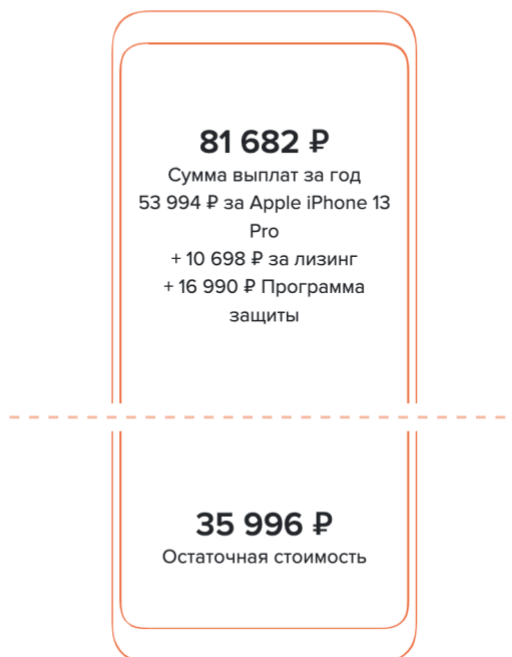 81 682 ₽
Сумма выплат за год
53 994 ₽ за Apple iPhone 13
Pro
+ 10 698 ₽ за лизинг
+ 16 990 ₽ Программа
защиты
35 996 ₽
Остаточная стоимость